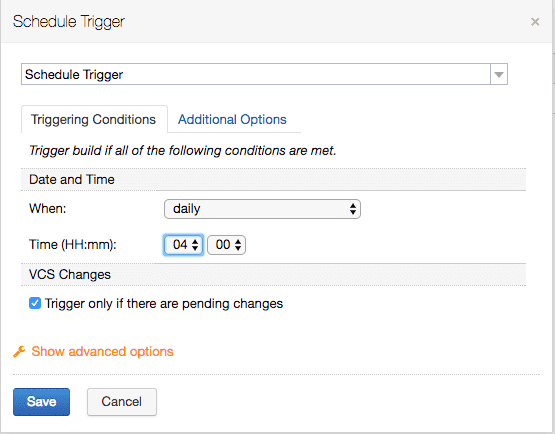 Schedule Trigger ×
Schedule Trigger
Triggering Conditions Additional Options
Trigger build if all of the following conditions are met.
Date and Time
When: daily
Time (HH:mm): 04 00
VCS Changes
Trigger only if there are pending changes
Show advanced options
Save Cancel